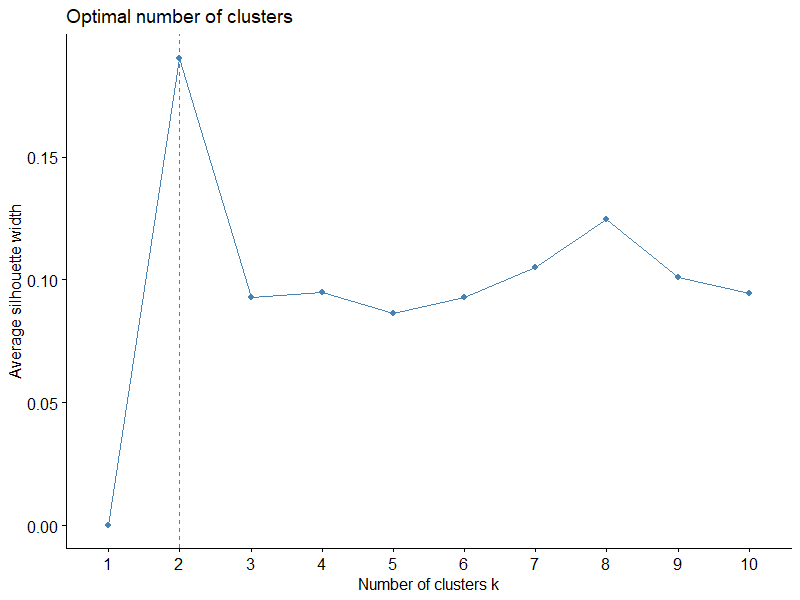 Optimal number of clusters
Average silhouette width
0.15
0.10
0.05
0.00
1 2 3 4 5 6 7 8 9 10
Number of clusters k